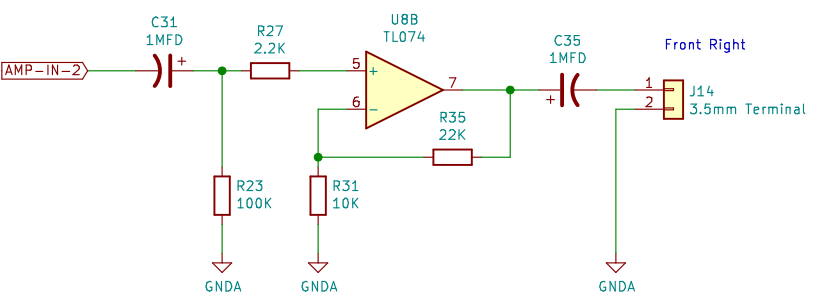 C31
1MFD
+
AMP-IN-2
R27
2.2K
U8B
TL074
5
+
6
-
7
C35
1MFD
+
Front Right
1
2
J14
3.5mm Terminal
R35
22K
R23
100K
R31
10K
GNDA
GNDA
GNDA